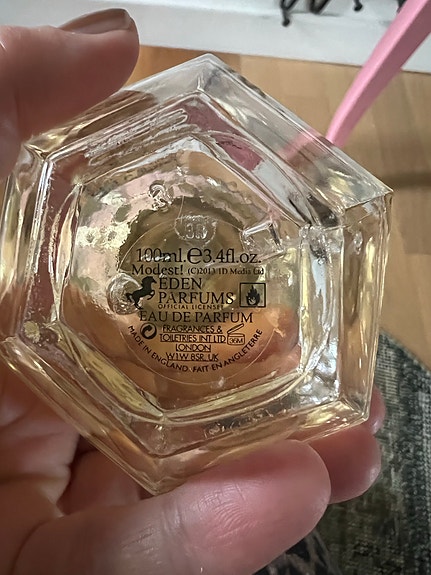 100ml.℮3.4fl.oz.
Modest! (C)2013 1D Media Ltd
EDEN
PARFUMS
OFFICIAL LICENSEE
EAU DE PARFUM
FRAGRANCES &
TOILETRIES INT LTD
36M
LONDON
W1W 8SR, UK
MADE IN ENGLAND. FAIT EN ANGLETERRE